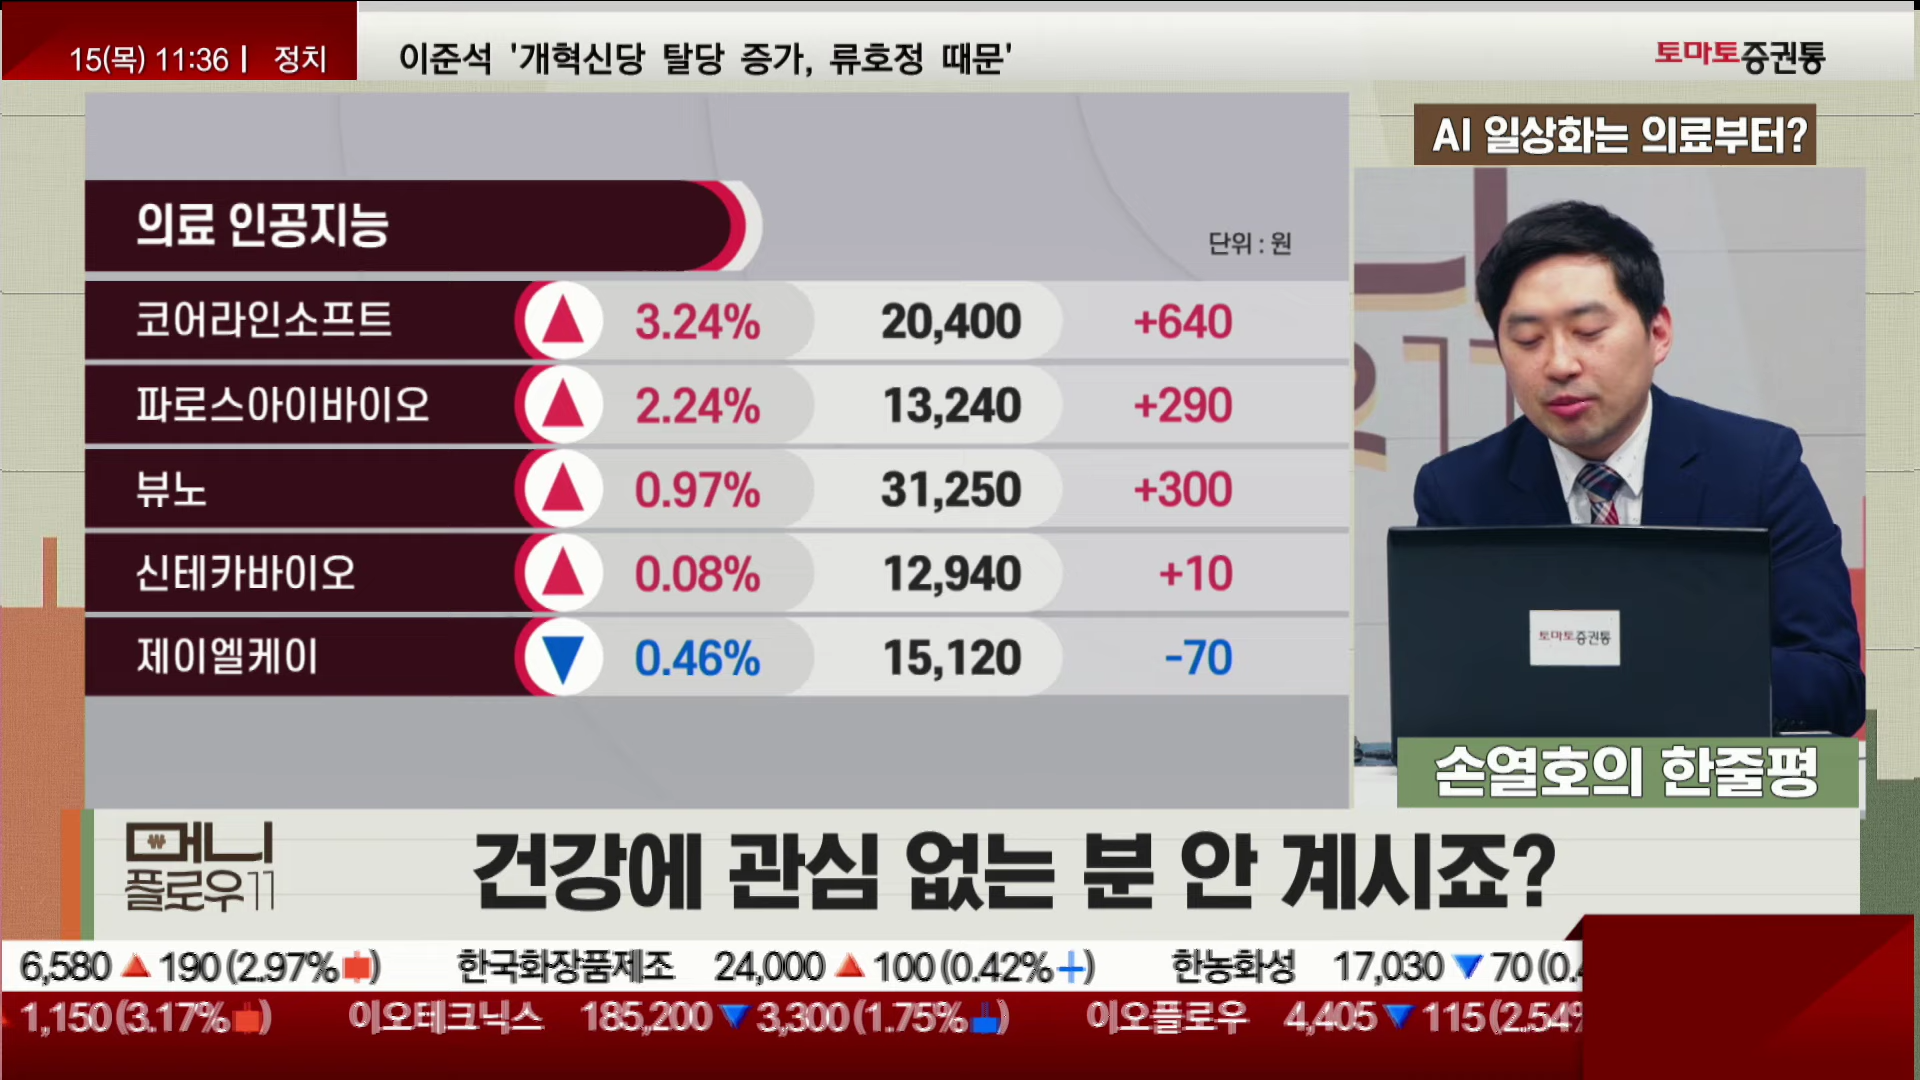 15(목) 11:36 | 정치 이준석 '개혁신당 탈당 증가, 류호정 때문' 토마토증권통
AI 일상화는 의료부터?
의료 인공지능
단위 : 원
코어라인소프트 ▲ 3.24% 20,400 +640
파로스아이바이오 ▲ 2.24% 13,240 +290
뷰노 ▲ 0.97% 31,250 +300
신테카바이오 ▲ 0.08% 12,940 +10
제이엘케이 ▼ 0.46% 15,120 -70
토마토증권통
손열호의 한줄평
머니
플로우11
건강에 관심 없는 분 안 계시죠?
6,580 ▲ 190 (2.97%) 한국화장품제조 24,000 ▲ 100 (0.42%) 한농화성 17,030 ▼ 70 (0.4
1,150 (3.17%) 이오테크닉스 185,200 ▼ 3,300 (1.75%) 이오플로우 4,405 ▼ 115 (2.54%